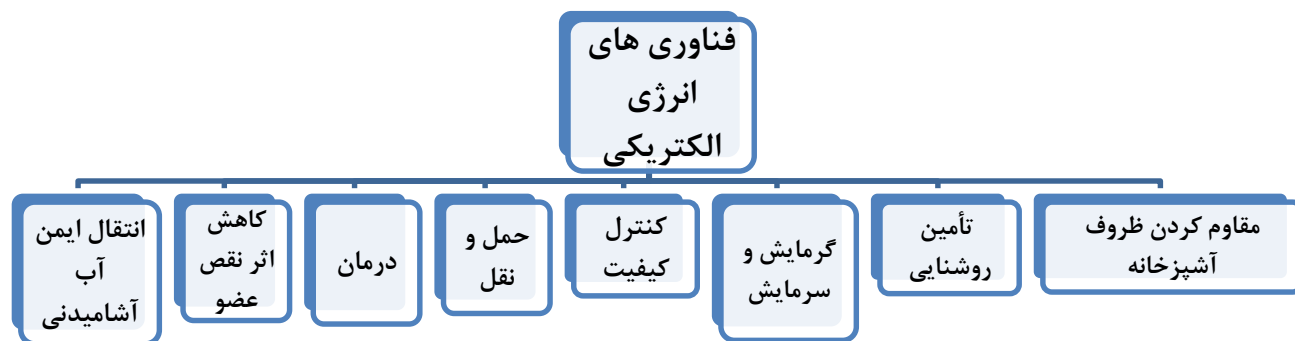 فناوری های
انرژی
الکتریکی
مقاوم کردن ظروف
آشپزخانه
تأمین
روشنایی
گرمایش و
سرمایش
کنترل
کیفیت
حمل و
نقل
درمان
کاهش
اثر نقص
عضو
انتقال ایمن
آب
آشامیدنی